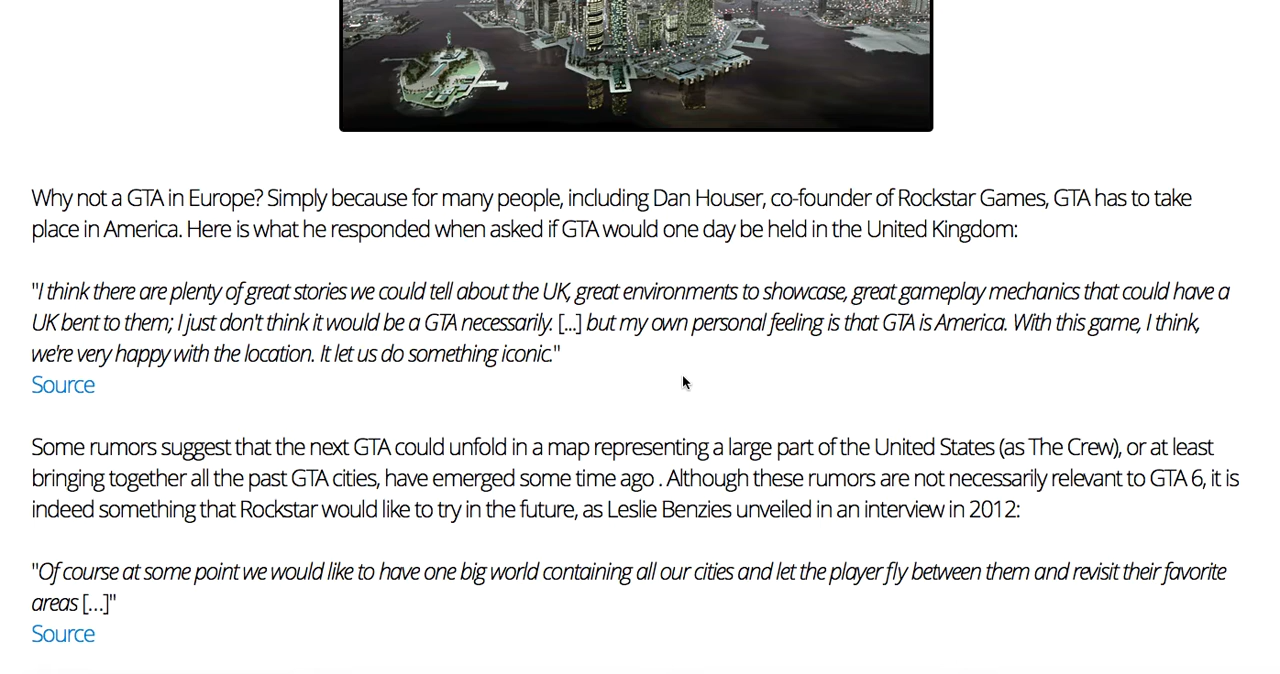 Why not a GTA in Europe? Simply because for many people, including Dan Houser, co-founder of Rockstar Games, GTA has to take
place in America. Here is what he responded when asked if GTA would one day be held in the United Kingdom:
"I think there are plenty of great stories we could tell about the UK, great environments to showcase, great gameplay mechanics that could have a
UK bent to them; I just don't think it would be a GTA necessarily. [...] but my own personal feeling is that GTA is America. With this game, I think,
we're very happy with the location. It let us do something iconic."
Source
Some rumors suggest that the next GTA could unfold in a map representing a large part of the United States (as The Crew), or at least
bringing together all the past GTA cities, have emerged some time ago . Although these rumors are not necessarily relevant to GTA 6, it is
indeed something that Rockstar would like to try in the future, as Leslie Benzies unveiled in an interview in 2012:
"Of course at some point we would like to have one big world containing all our cities and let the player fly between them and revisit their favorite
areas [...]"
Source